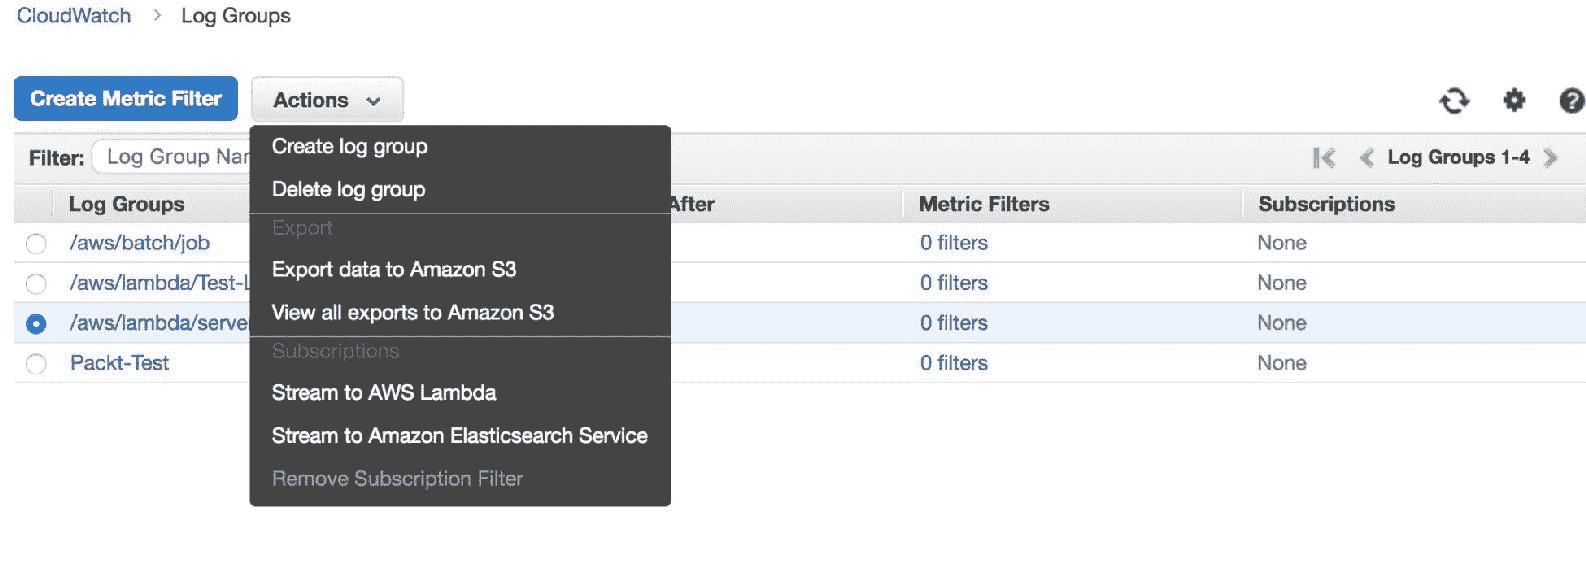 CloudWatch > Log Groups
Create Metric Filter Actions
Create log group
Filter: Log Group Nar Log Groups 1-4
Delete log group
Log Groups After Metric Filters Subscriptions
Export
/aws/batch/job 0 filters None
Export data to Amazon S3
/aws/lambda/Test-L 0 filters None
View all exports to Amazon S3
/aws/lambda/server 0 filters None
Subscriptions
Packt-Test 0 filters None
Stream to AWS Lambda
Stream to Amazon Elasticsearch Service
Remove Subscription Filter